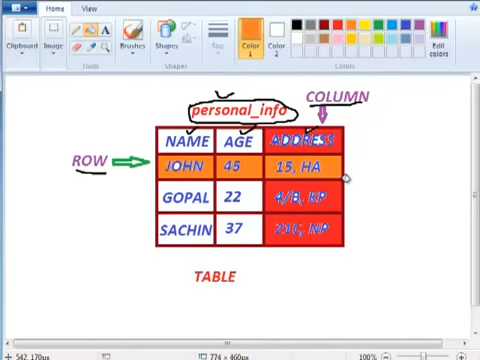 Home View
Clipboard Image Brushes Shapes Size Color 1 Color 2 Edit colors
Tools Shapes Colors
COLUMN
personal_info
NAME AGE ADDRESS
ROW
JOHN 45 15, HA
GOPAL 22 4/B, KP
SACHIN 37 21C, NP
TABLE
542, 170px 774 × 460px 100%